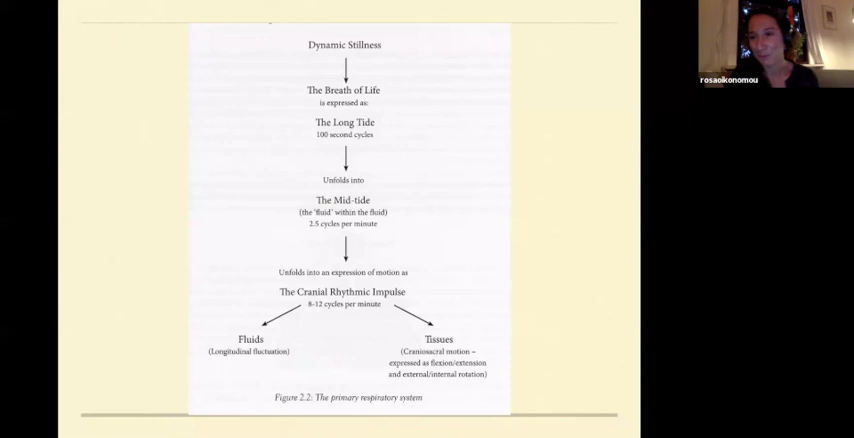 Dynamic Stillness
The Breath of Life
is expressed as:
The Long Tide
100 second cycles
Unfolds into
The Mid-tide
(the 'fluid' within the fluid)
2.5 cycles per minute
Unfolds into an expression of motion as
The Cranial Rhythmic Impulse
8-12 cycles per minute
Fluids
(Longitudinal fluctuation)
Tissues
(Craniosacral motion –
expressed as flexion/extension
and external/internal rotation)
Figure 2.2: The primary respiratory system
rosaoikonomou